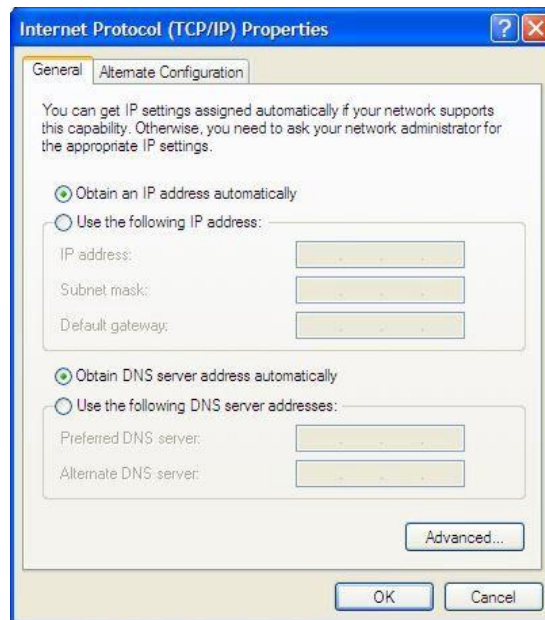 Internet Protocol (TCP/IP) Properties
General
Alternate Configuration
You can get IP settings assigned automatically if your network supports
this capability. Otherwise, you need to ask your network administrator for
the appropriate IP settings.
Obtain an IP address automatically
Use the following IP address:
IP address:
Subnet mask:
Default gateway:
Obtain DNS server address automatically
Use the following DNS server addresses:
Preferred DNS server:
Alternate DNS server:
Advanced...
OK
Cancel